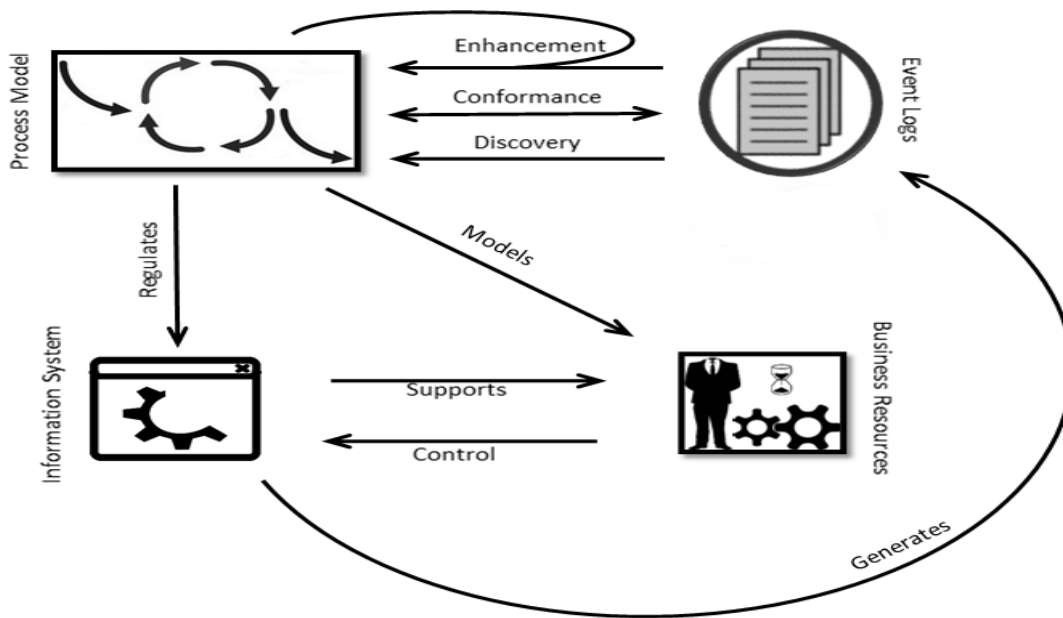 Enhancement
Process Model
Conformance
Event Logs
Discovery
Regulates
Models
Information System
Supports
Business Resources
Control
Generates